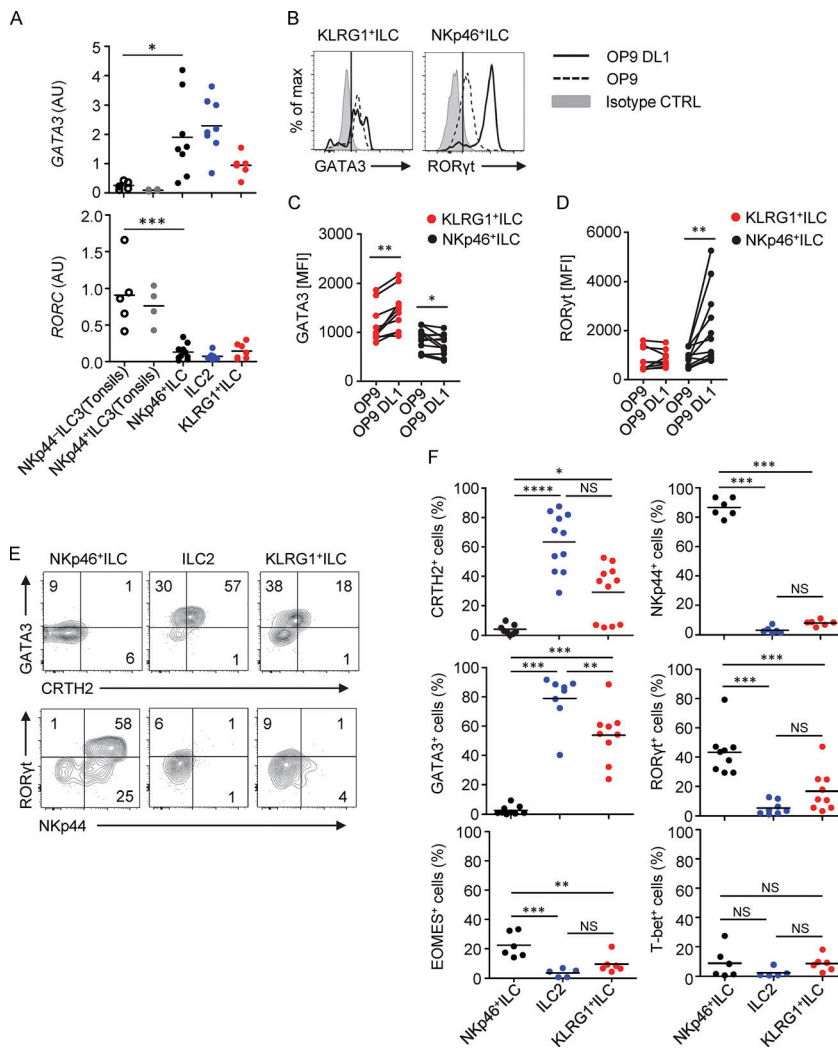 A
*
GATA3 (AU)
5
4
3
2
1
0
***
RORC (AU)
2.0
1.5
1.0
0.5
0.0
NKp44⁻ILC3(Tonsils)
NKp44⁺ILC3(Tonsils)
NKp46⁺ILC
ILC2
KLRG1⁺ILC
B
KLRG1⁺ILC NKp46⁺ILC
% of max
GATA3 RORγt
OP9 DL1
OP9
Isotype CTRL
C
KLRG1⁺ILC
NKp46⁺ILC
GATA3 [MFI]
3000
2000
1000
0
**
*
OP9
OP9 DL1
OP9
OP9 DL1
D
KLRG1⁺ILC
NKp46⁺ILC
RORγt [MFI]
6000
4000
2000
0
**
OP9
OP9 DL1
OP9
OP9 DL1
E
NKp46⁺ILC ILC2 KLRG1⁺ILC
GATA3
9 1 30 57 38 18
6 1 1
CRTH2
RORγt
1 58 6 1 9 1
25 1 4
NKp44
F
CRTH2⁺ cells (%)
100
80
60
40
20
0
*
**** NS
NKp44⁺ cells (%)
100
80
60
40
20
0
***
***
NS
GATA3⁺ cells (%)
100
80
60
40
20
0
***
*** **
RORγt⁺ cells (%)
100
80
60
40
20
0
***
***
NS
EOMES⁺ cells (%)
100
80
60
40
20
0
**
***
NS
T-bet⁺ cells (%)
100
80
60
40
20
0
NS
NS
NS
NKp46⁺ILC
ILC2
KLRG1⁺ILC
NKp46⁺ILC
ILC2
KLRG1⁺ILC